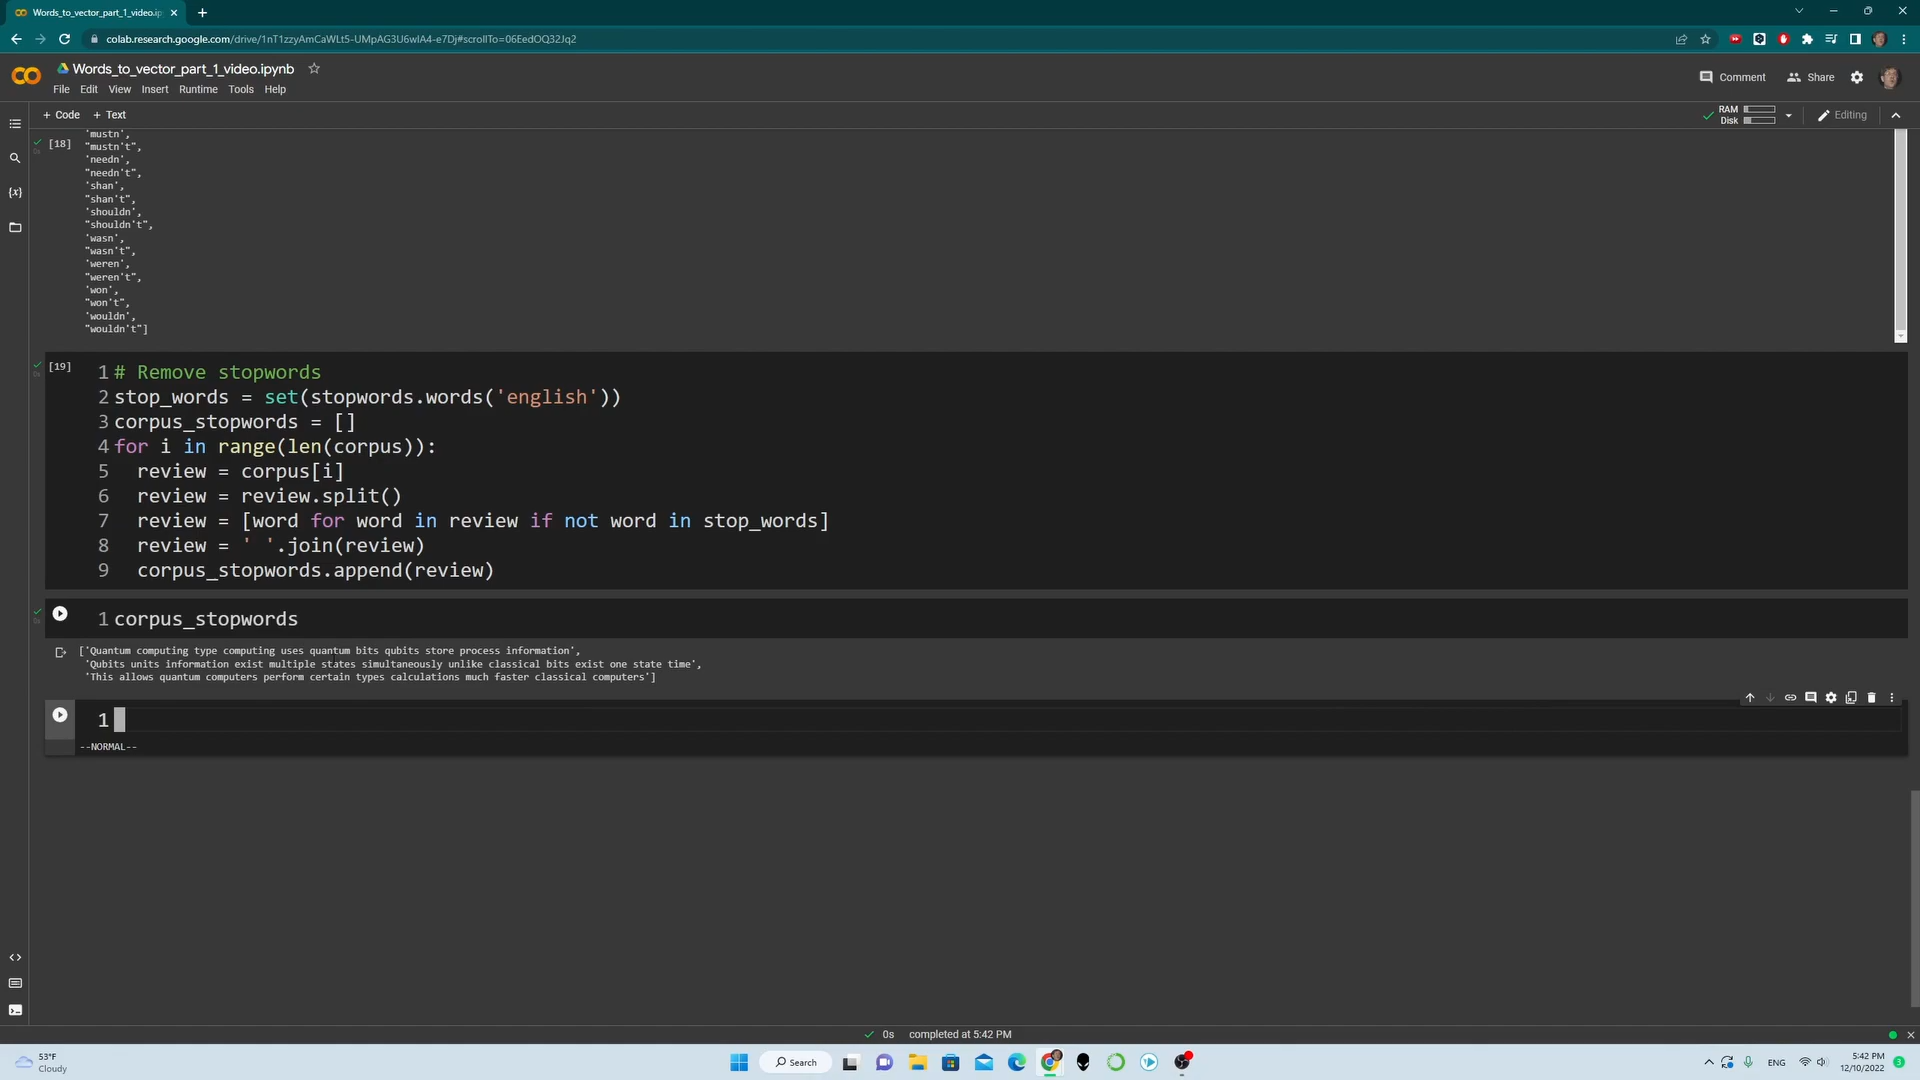 Words_to_vector_part_1_video.ip
colab.research.google.com/drive/1nT1zzyAmCaWLt5-UMpAG3U6wIA4-e7Dj#scrollTo=06EedOQ32Jq2
Words_to_vector_part_1_video.ipynb
Comment
Share
File Edit View Insert Runtime Tools Help
+ Code + Text
RAM
Disk
Editing
[18]
'mustn',
"mustn't",
'needn',
"needn't",
'shan',
"shan't",
'shouldn',
"shouldn't",
'wasn',
"wasn't",
'weren',
"weren't",
'won',
"won't",
'wouldn',
"wouldn't"]
[19]
1 # Remove stopwords
2 stop_words = set(stopwords.words('english'))
3 corpus_stopwords = []
4 for i in range(len(corpus)):
5 review = corpus[i]
6 review = review.split()
7 review = [word for word in review if not word in stop_words]
8 review = ' '.join(review)
9 corpus_stopwords.append(review)
1 corpus_stopwords
['Quantum computing type computing uses quantum bits qubits store process information',
'Qubits units information exist multiple states simultaneously unlike classical bits exist one state time',
'This allows quantum computers perform certain types calculations much faster classical computers']
1
--NORMAL--
0s completed at 5:42 PM
53°F
Cloudy
Search
ENG
5:42 PM
12/10/2022
3